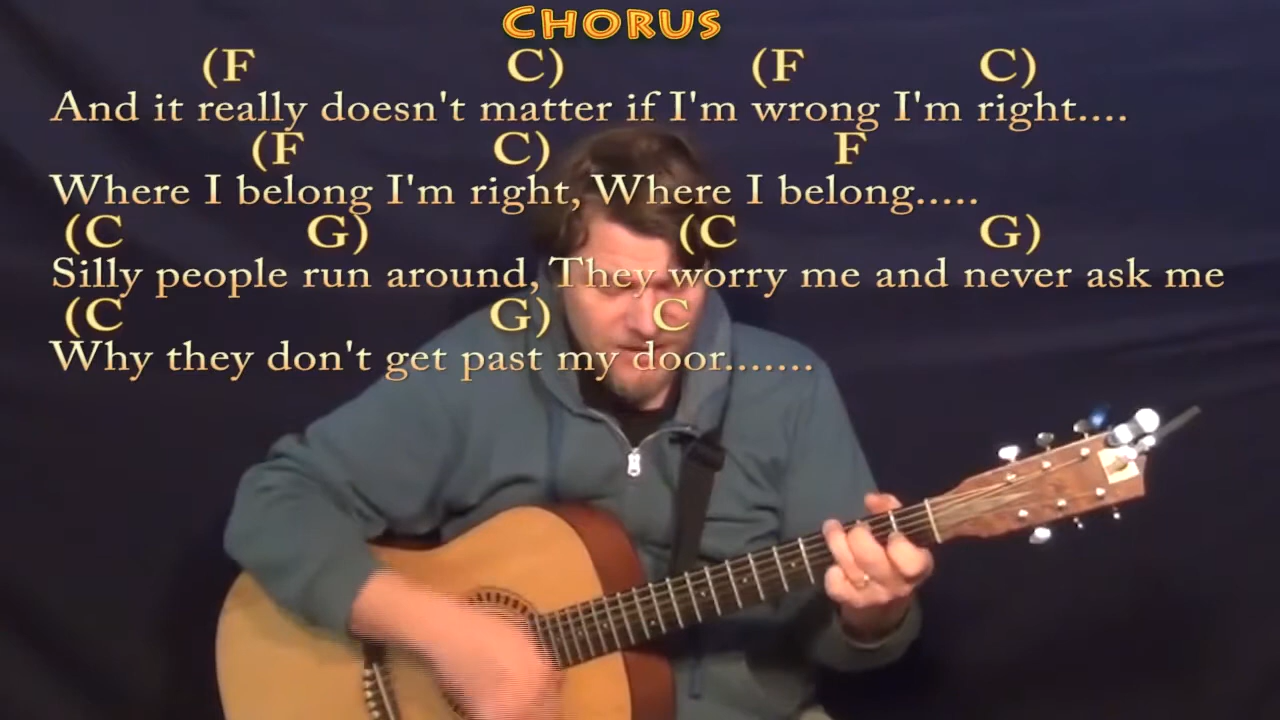 CHORUS
(F C) (F C)
And it really doesn't matter if I'm wrong I'm right....
(F C) F
Where I belong I'm right, Where I belong.....
(C G) (C G)
Silly people run around, They worry me and never ask me
(C G) C
Why they don't get past my door.......